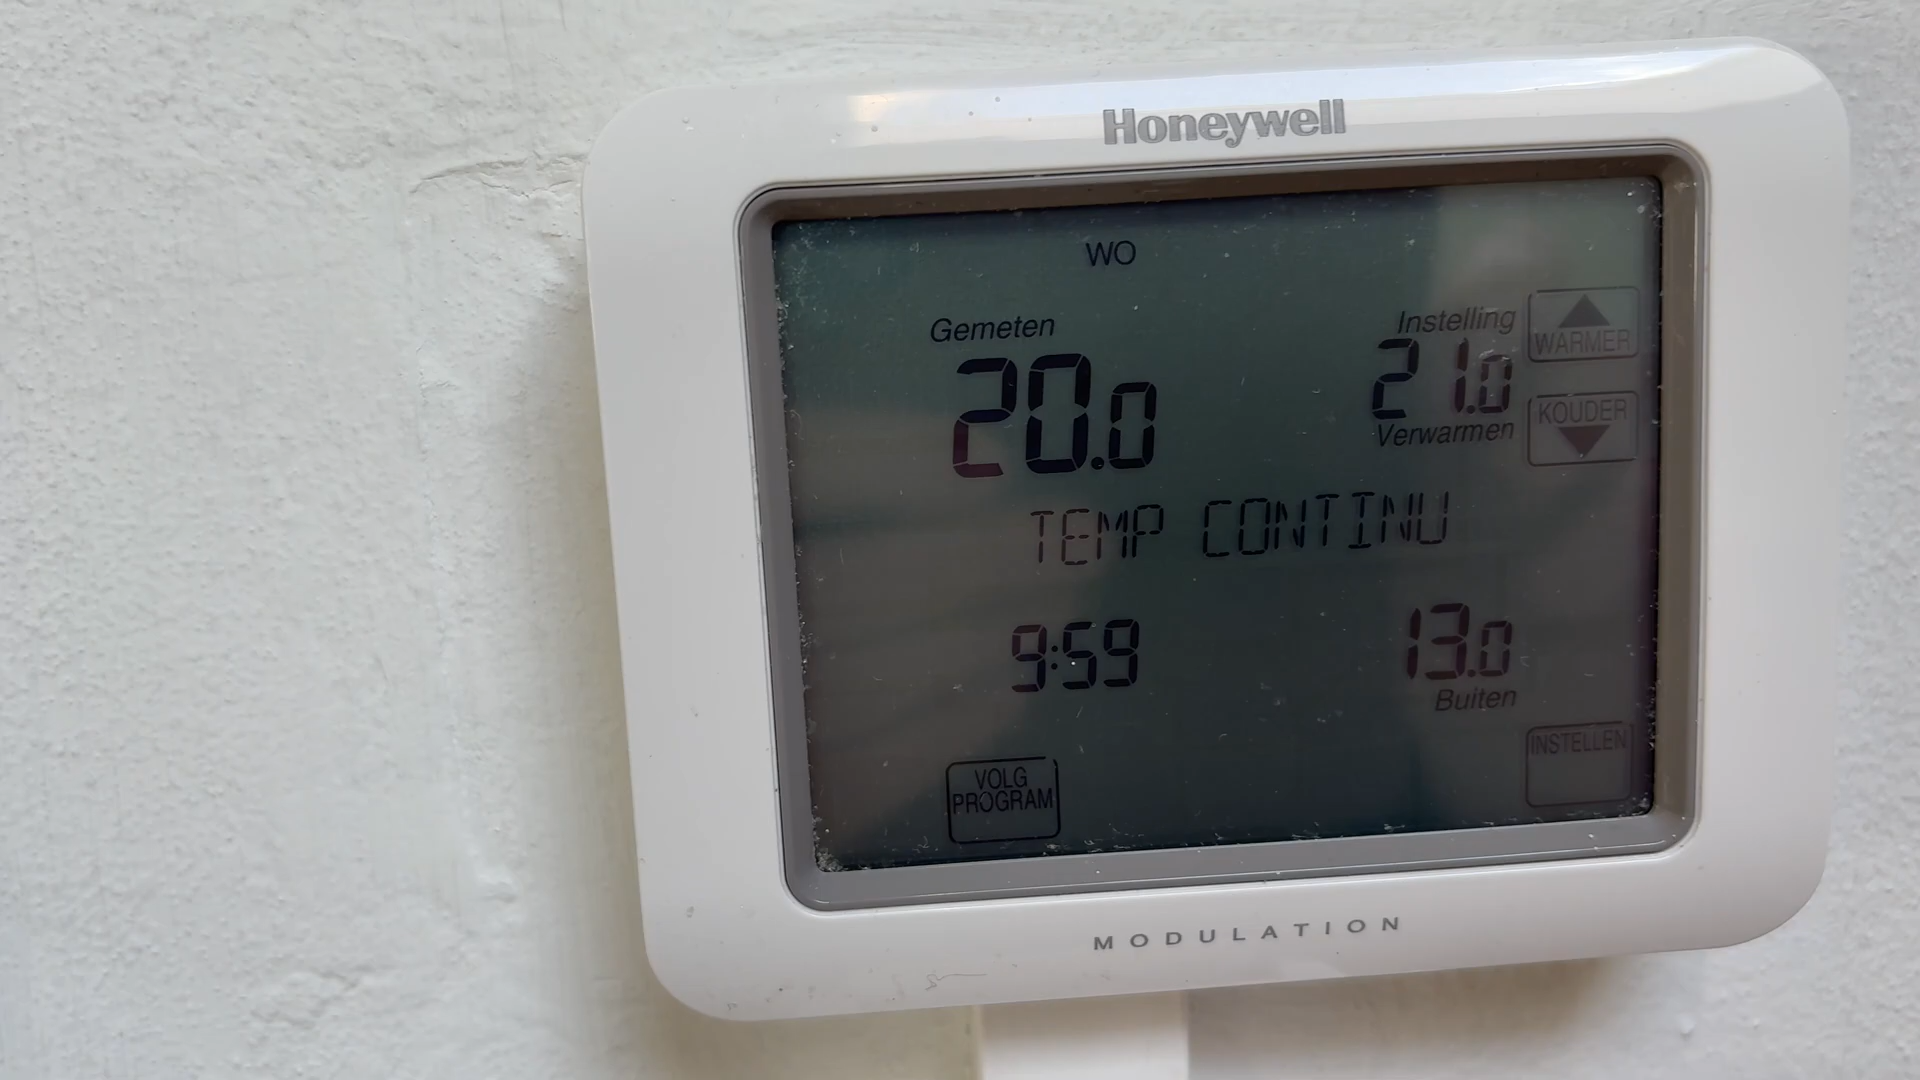 Honeywell
WO
Gemeten
Instelling
20.0
21.0
WARMER
KOUDER
Verwarmen
TEMP CONTINU
9:59
13.0
Buiten
VOLG
PROGRAM
INSTELLEN
MODULATION